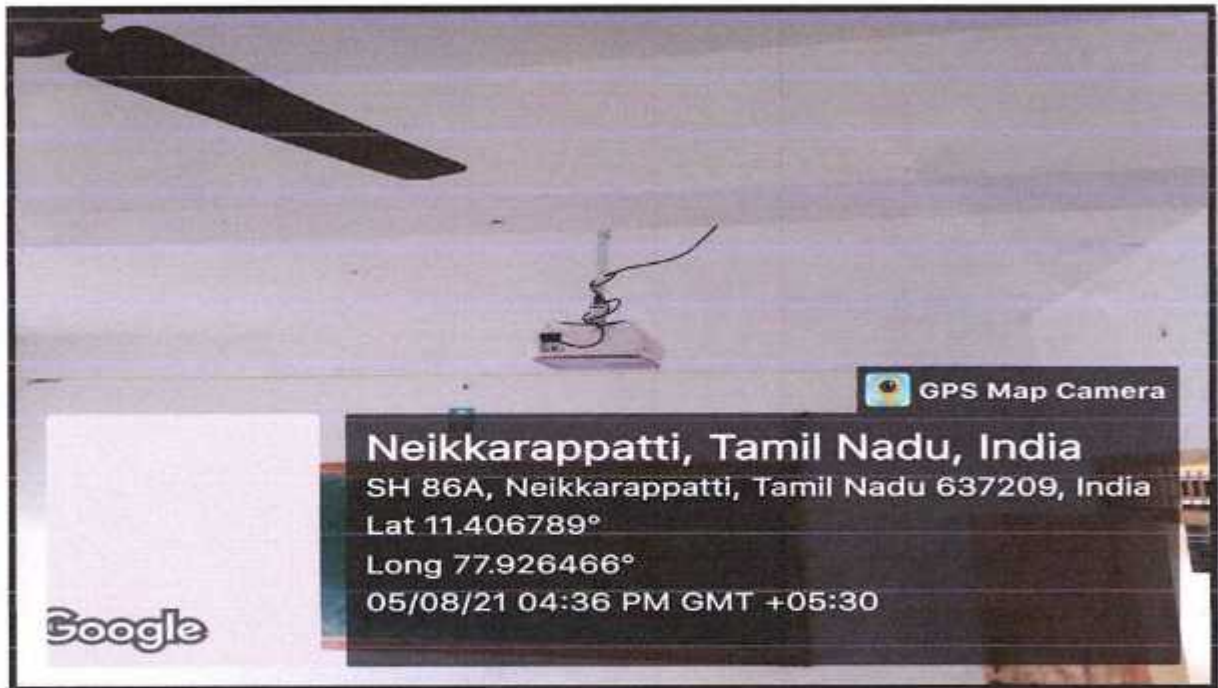 GPS Map Camera
Neikkarappatti, Tamil Nadu, India
SH 86A, Neikkarappatti, Tamil Nadu 637209, India
Lat 11.406789°
Long 77.926466°
05/08/21 04:36 PM GMT +05:30
Google